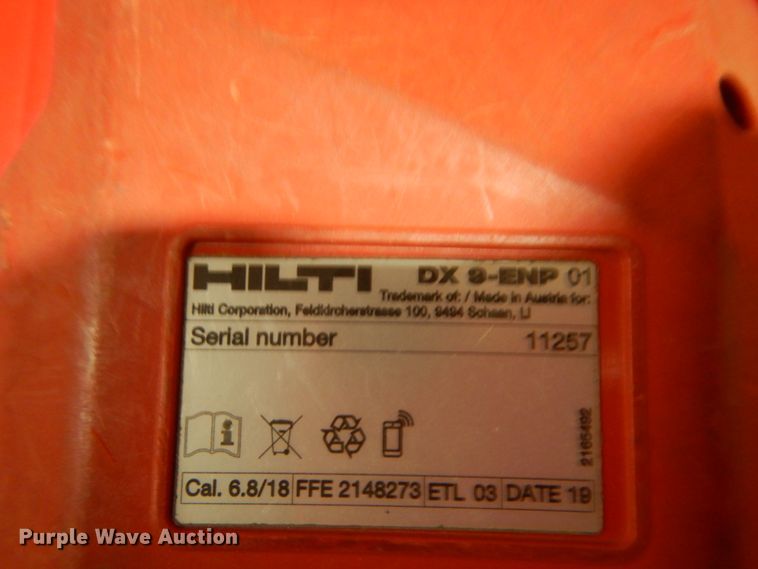 HILTI DX 9-ENP 01
Trademark of: / Made in Austria for:
Hilti Corporation, Feldkircherstrasse 100, 9494 Schaan, LI
Serial number 11257
2165492
Cal. 6.8/18 FFE 2148273 ETL 03 DATE 19
Purple Wave Auction